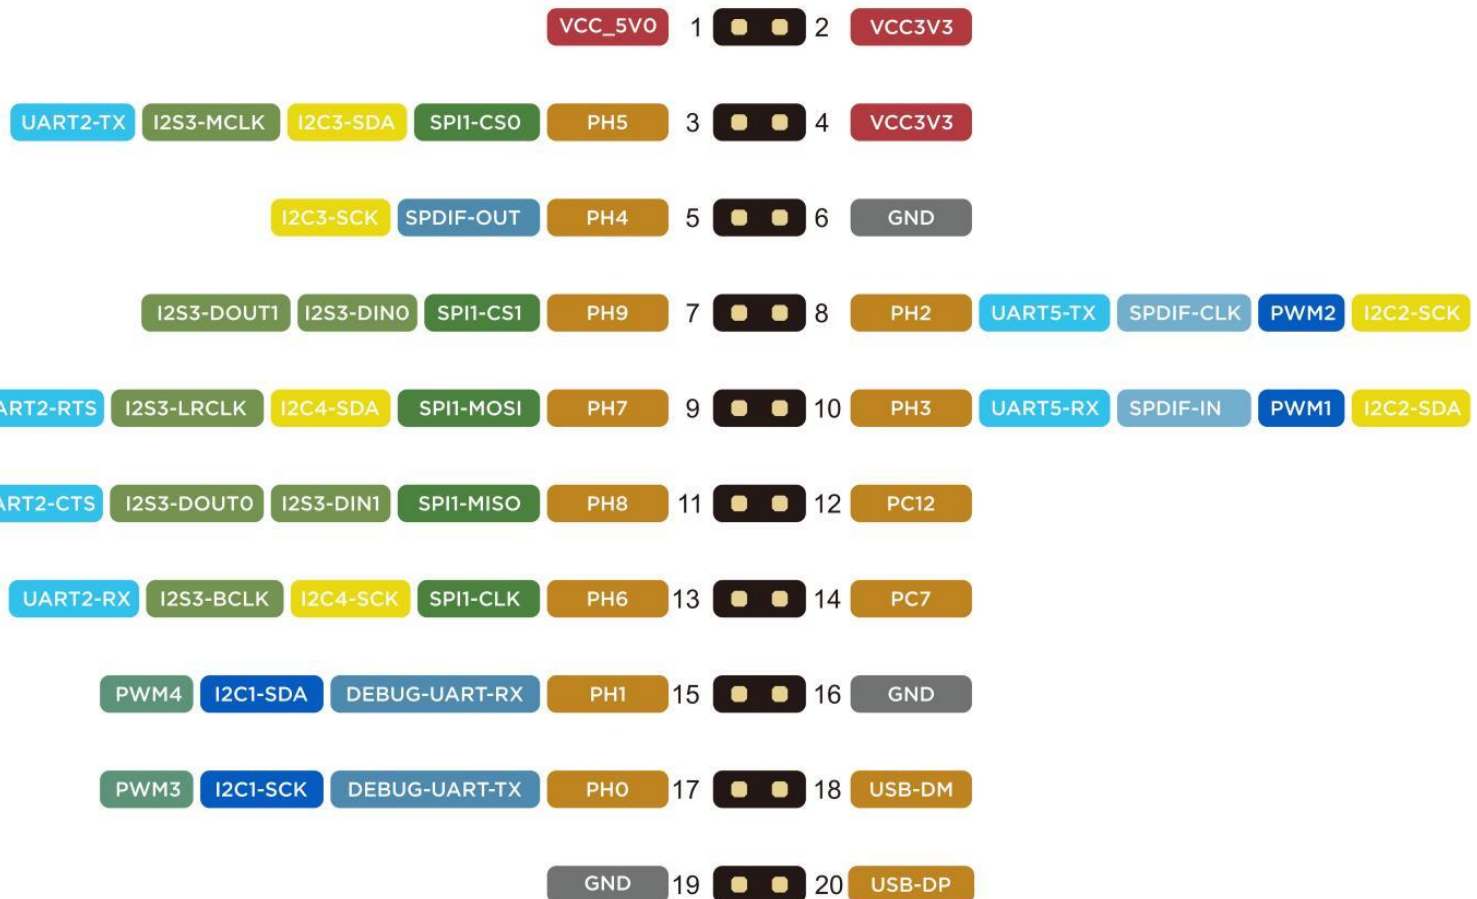 VCC_5V0 1 2 VCC3V3
UART2-TX I2S3-MCLK I2C3-SDA SPI1-CS0 PH5 3 4 VCC3V3
I2C3-SCK SPDIF-OUT PH4 5 6 GND
I2S3-DOUT1 I2S3-DIN0 SPI1-CS1 PH9 7 8 PH2 UART5-TX SPDIF-CLK PWM2 I2C2-SCK
ART2-RTS I2S3-LRCLK I2C4-SDA SPI1-MOSI PH7 9 10 PH3 UART5-RX SPDIF-IN PWM1 I2C2-SDA
ART2-CTS I2S3-DOUT0 I2S3-DIN1 SPI1-MISO PH8 11 12 PC12
UART2-RX I2S3-BCLK I2C4-SCK SPI1-CLK PH6 13 14 PC7
PWM4 I2C1-SDA DEBUG-UART-RX PH1 15 16 GND
PWM3 I2C1-SCK DEBUG-UART-TX PH0 17 18 USB-DM
GND 19 20 USB-DP